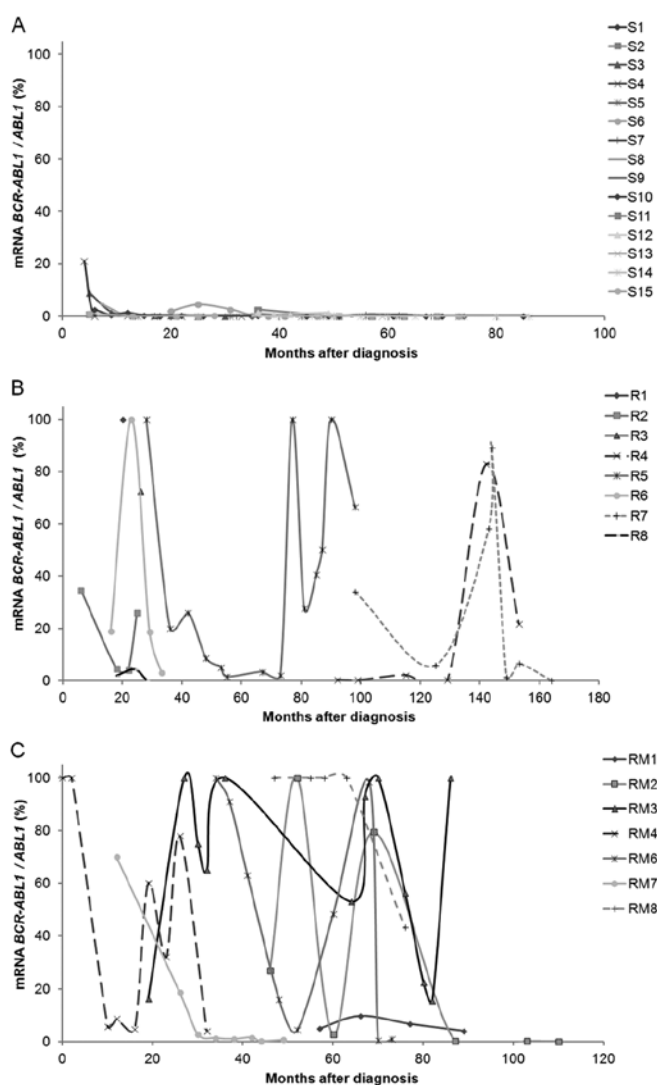 A
mRNA BCR-ABL1 / ABL1 (%)
100
80
60
40
20
0
0 20 40 60 80 100
Months after diagnosis
S1
S2
S3
S4
S5
S6
S7
S8
S9
S10
S11
S12
S13
S14
S15
B
mRNA BCR-ABL1 / ABL1 (%)
100
80
60
40
20
0
0 20 40 60 80 100 120 140 160 180
Months after diagnosis
R1
R2
R3
R4
R5
R6
R7
R8
C
mRNA BCR-ABL1 / ABL1 (%)
100
80
60
40
20
0
0 20 40 60 80 100 120
Months after diagnosis
RM1
RM2
RM3
RM4
RM6
RM7
RM8